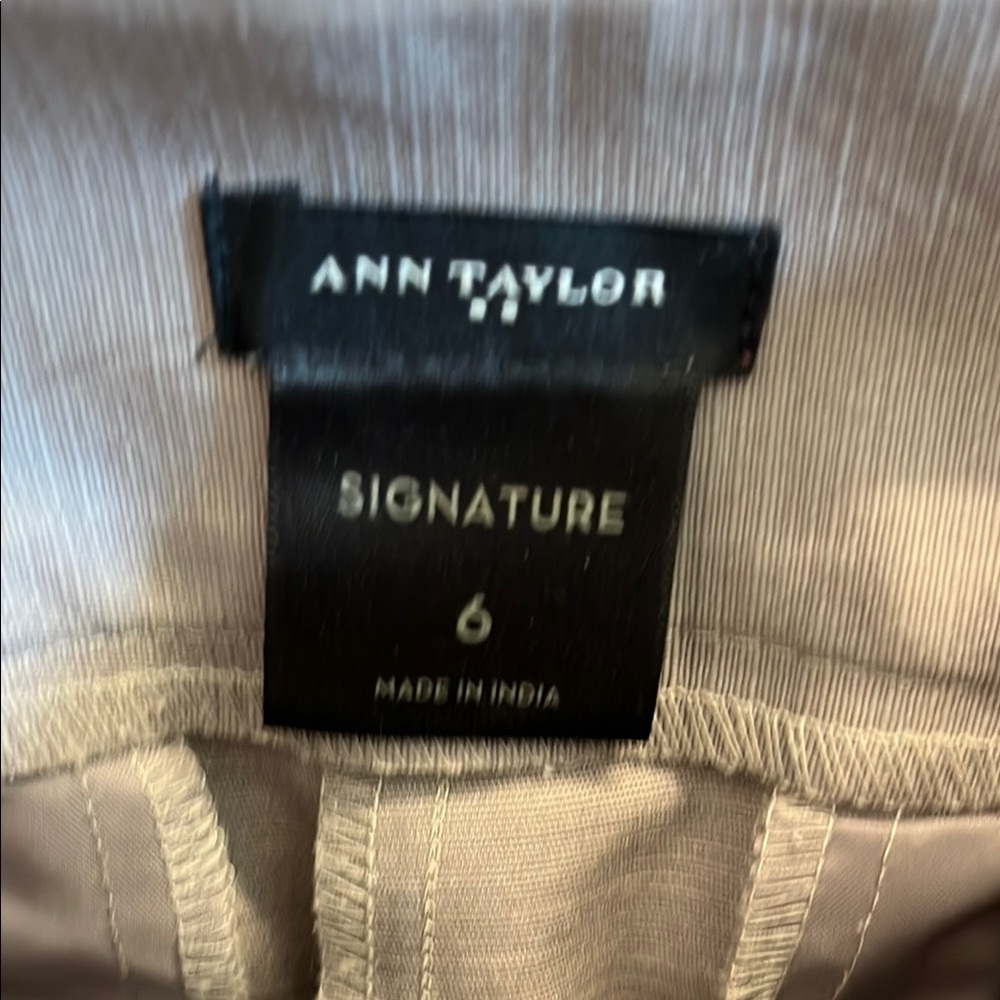 ANN TAYLOR
SIGNATURE
6
MADE IN INDIA